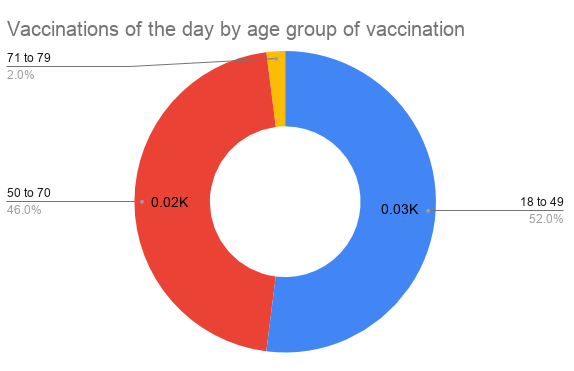 Vaccinations of the day by age group of vaccination
71 to 79
2.0%
50 to 70
46.0%
0.02K
0.03K
18 to 49
52.0%